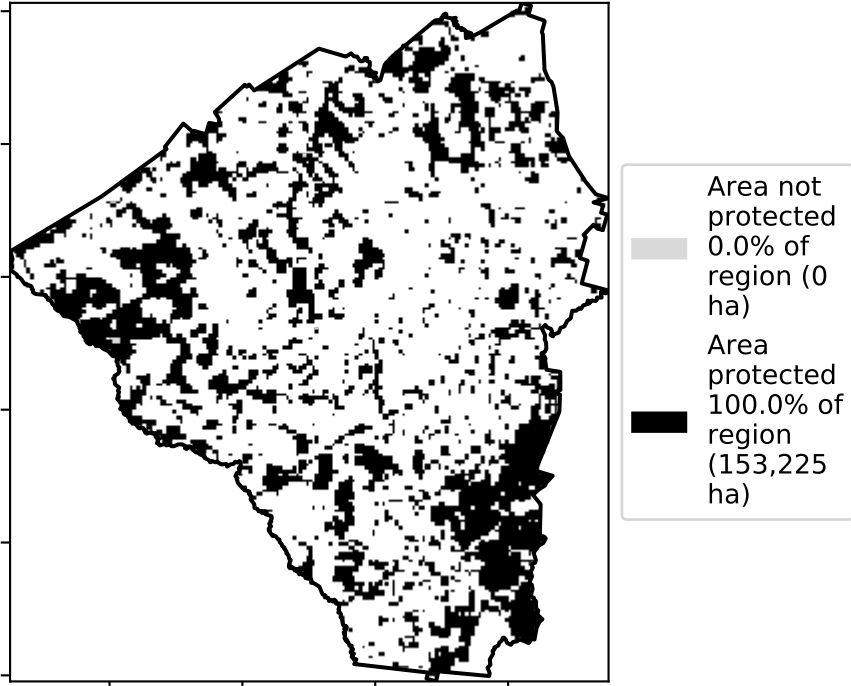 Area not
protected
0.0% of
region (0
ha)
Area
protected
100.0% of
region
(153,225
ha)